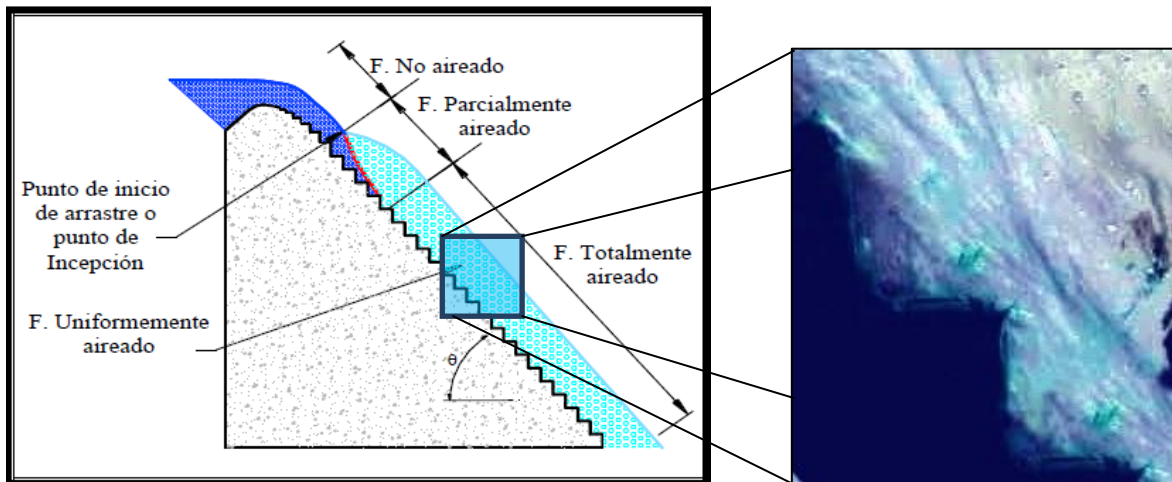 F. No aireado
F. Parcialmente
aireado
Punto de inicio
de arrastre o
punto de
Incepción
F. Totalmente
aireado
F. Uniformemente
aireado
θ